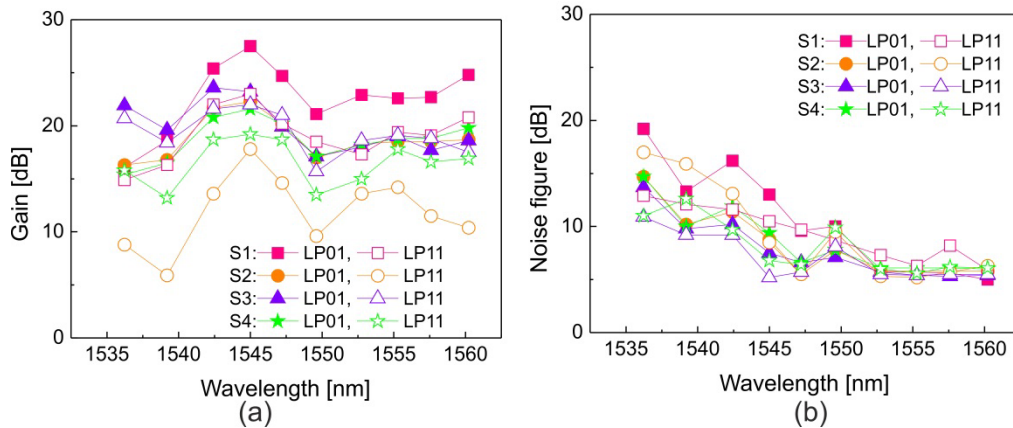 30
20
10
0
Gain [dB]
S1: LP01, LP11
S2: LP01, LP11
S3: LP01, LP11
S4: LP01, LP11
1535 1540 1545 1550 1555 1560
Wavelength [nm]
(a)
30
20
10
0
Noise figure [dB]
S1: LP01, LP11
S2: LP01, LP11
S3: LP01, LP11
S4: LP01, LP11
1535 1540 1545 1550 1555 1560
Wavelength [nm]
(b)